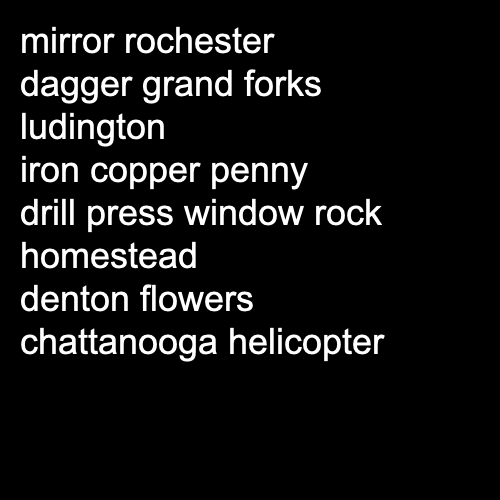 mirror rochester
dagger grand forks
ludington
iron copper penny
drill press window rock
homestead
denton flowers
chattanooga helicopter